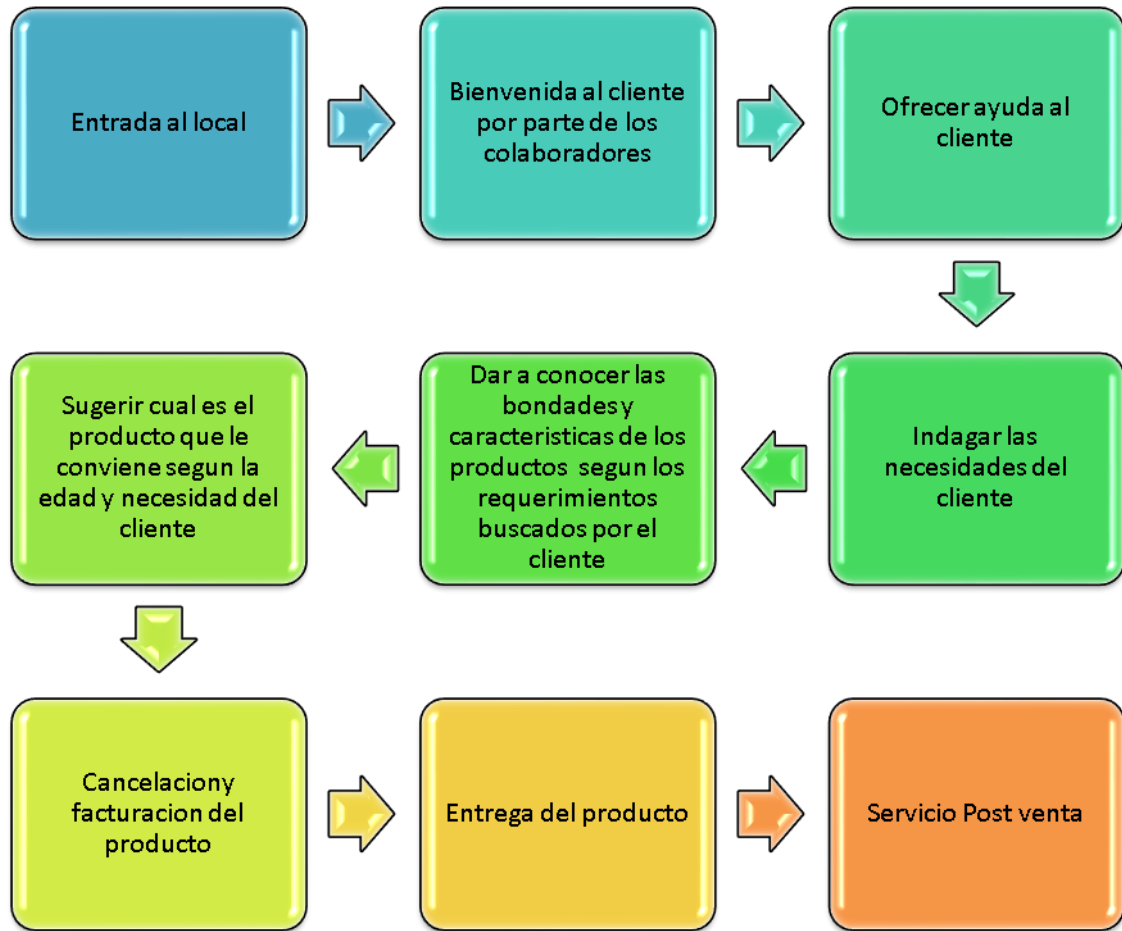 Entrada al local
Bienvenida al cliente
por parte de los
colaboradores
Ofrecer ayuda al
cliente
Indagar las
necesidades del
cliente
Dar a conocer las
bondades y
caracteristicas de los
productos segun los
requerimientos
buscados por el
cliente
Sugerir cual es el
producto que le
conviene segun la
edad y necesidad del
cliente
Cancelaciony
facturacion del
producto
Entrega del producto
Servicio Post venta